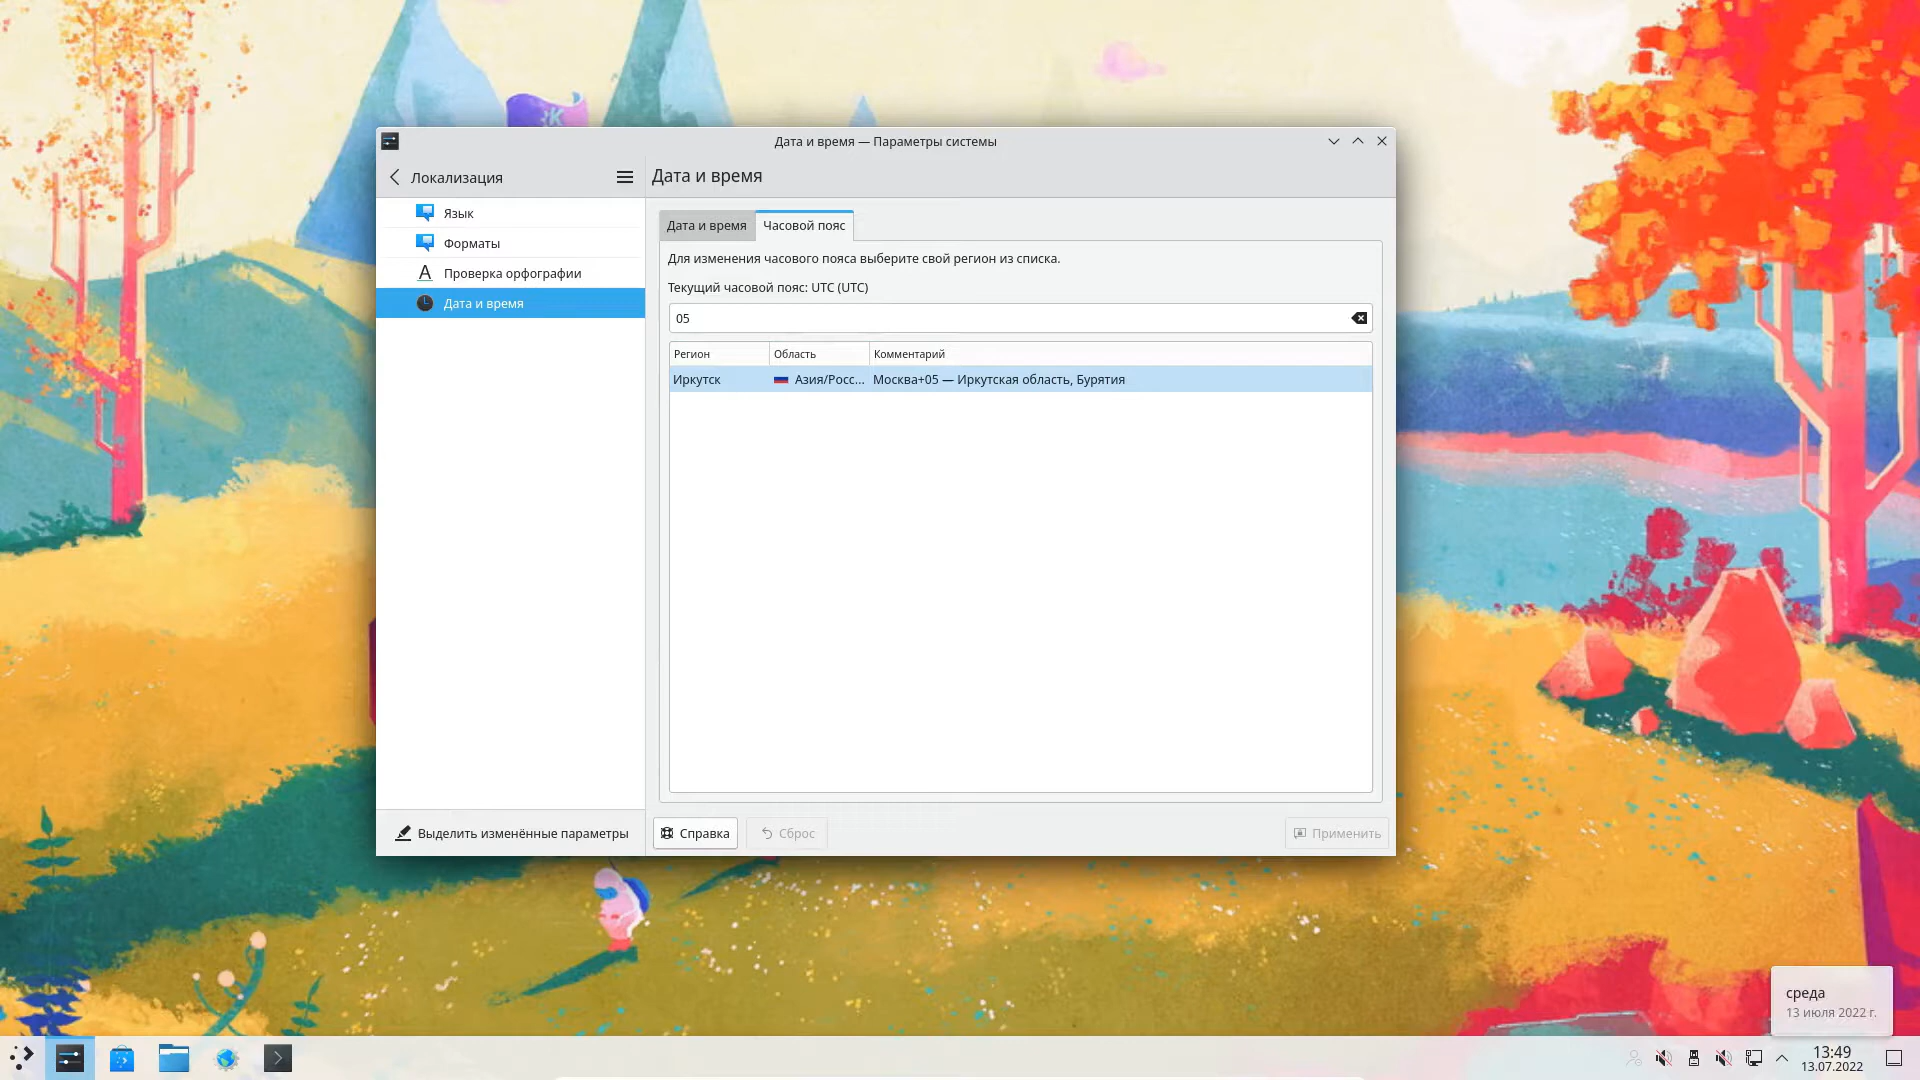 Дата и время — Параметры системы
Локализация
Дата и время
Язык
Форматы
Проверка орфографии
Дата и время
Дата и время
Часовой пояс
Для изменения часового пояса выберите свой регион из списка.
Текущий часовой пояс: UTC (UTC)
05
Регион
Область
Комментарий
Иркутск
Азия/Росс...
Москва+05 — Иркутская область, Бурятия
Выделить изменённые параметры
Справка
Сброс
Применить
среда
13 июля 2022 г.
13:49
13.07.2022